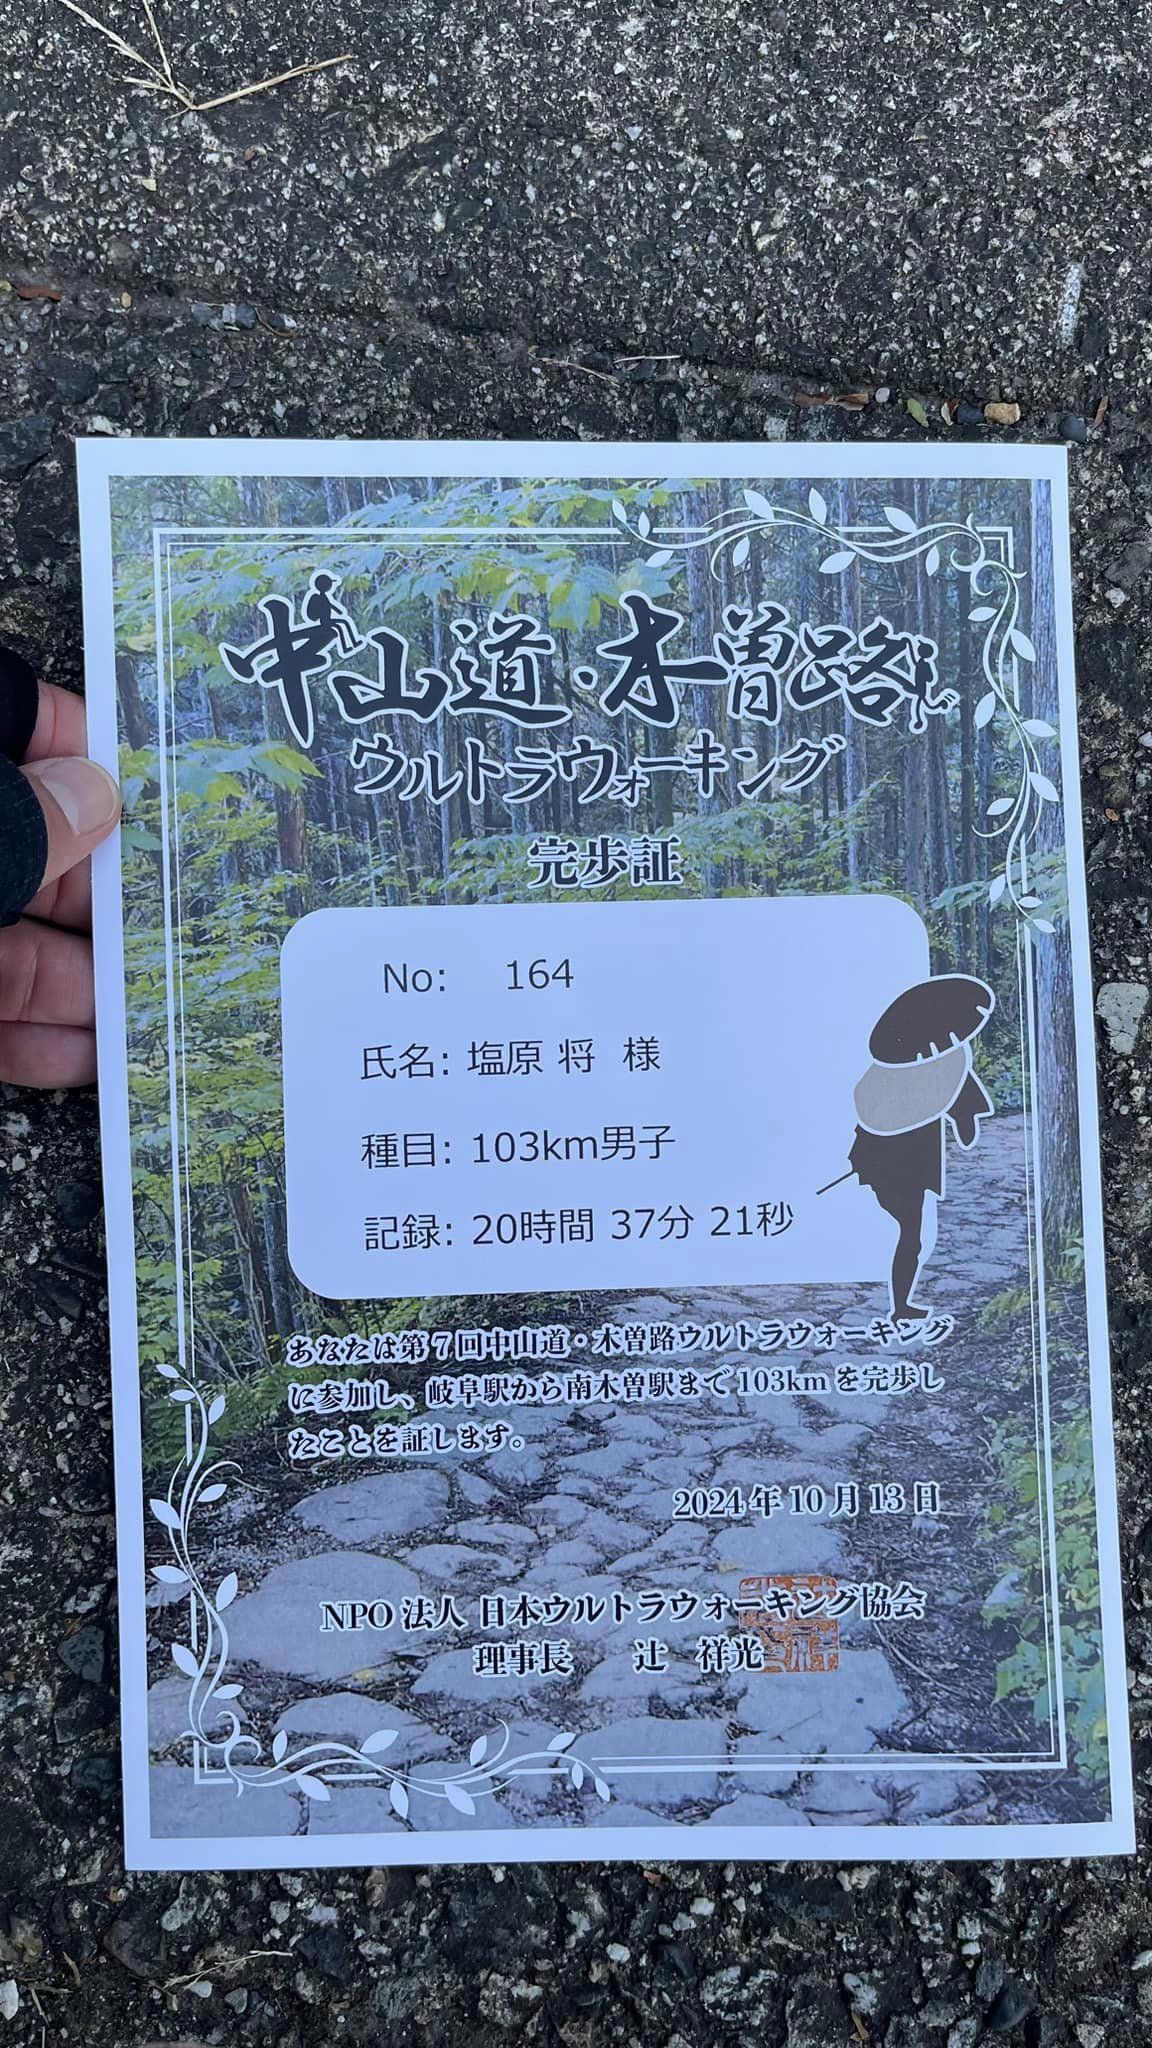 中山道・木曽路
ウルトラウォーキング
完歩証
No: 164
氏名: 塩原 将 様
種目: 103km男子
記録: 20時間 37分 21秒
あなたは第7回中山道・木曽路ウルトラウォーキング
に参加し、岐阜駅から南木曽駅まで103kmを完歩し
たことを証します。
2024年10月13日
NPO法人 日本ウルトラウォーキング協会
理事長 辻 祥光